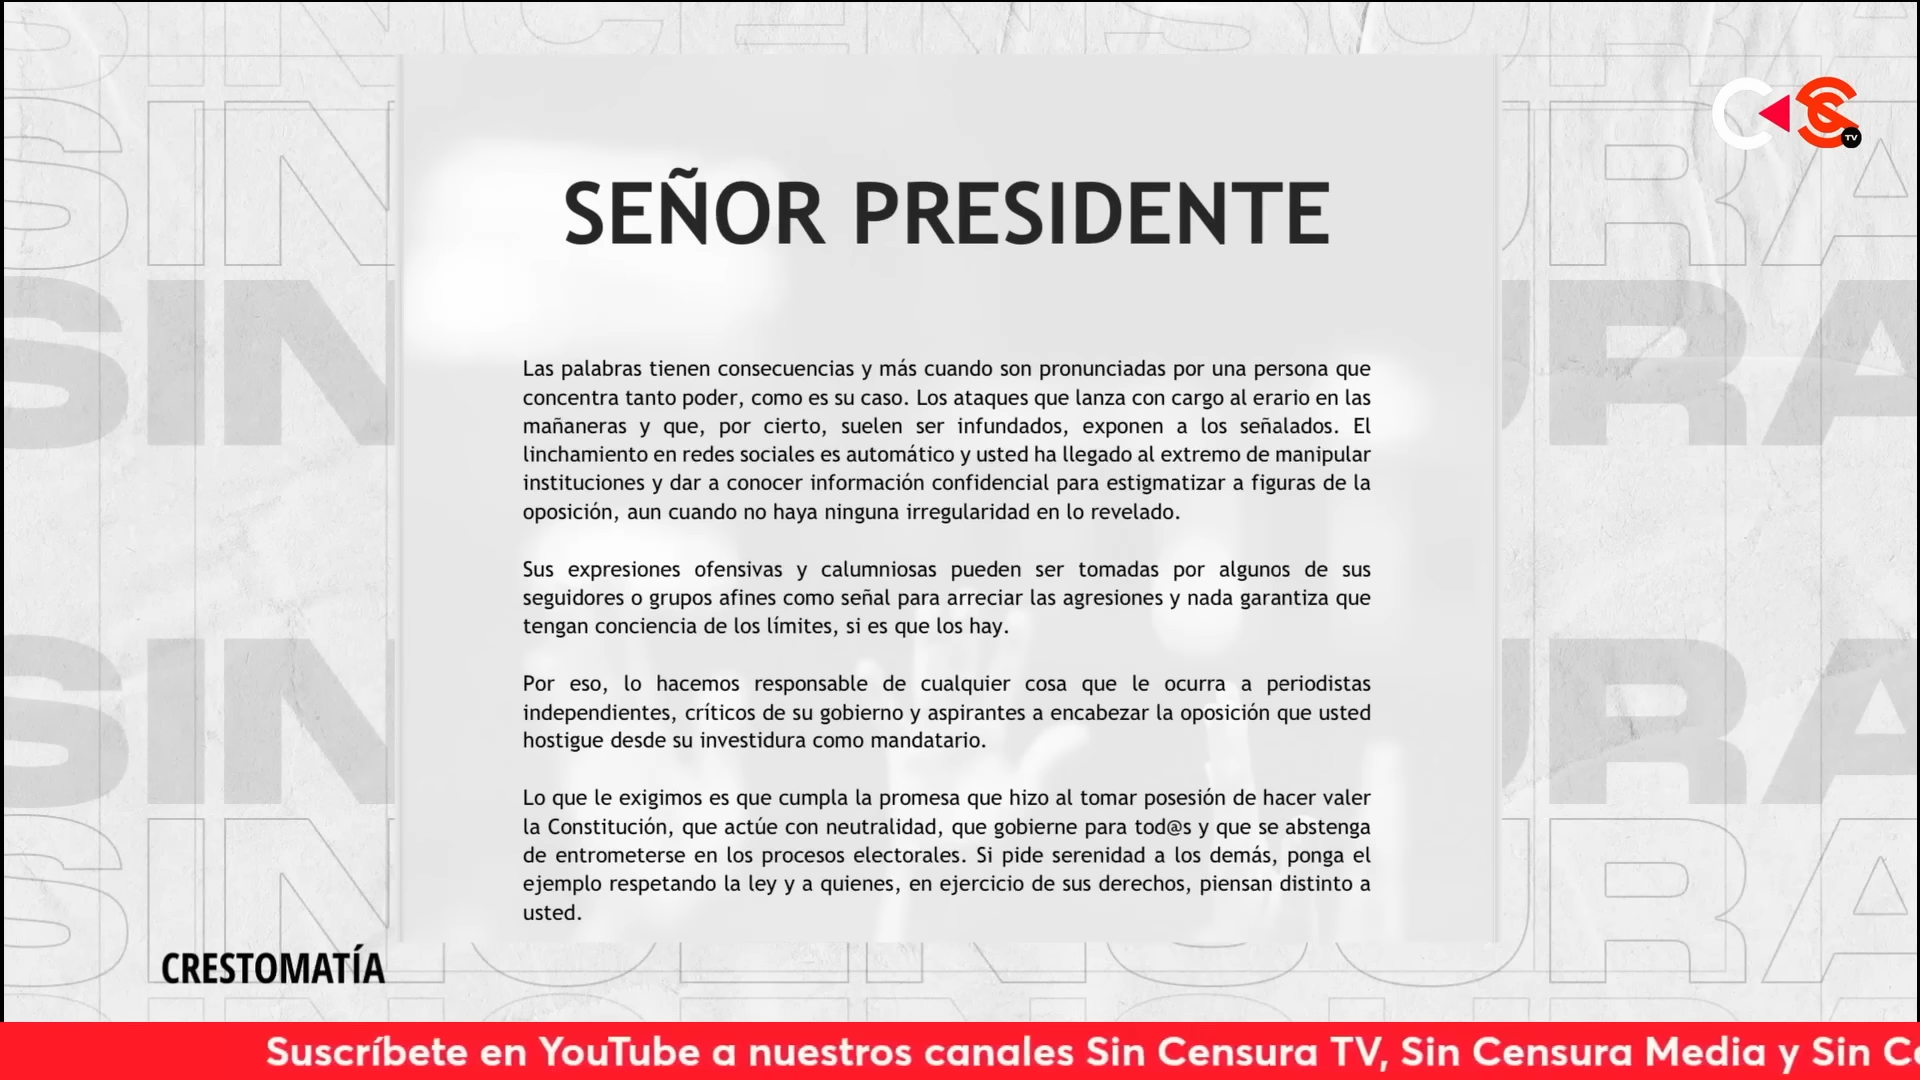 SEÑOR PRESIDENTE
Las palabras tienen consecuencias y más cuando son pronunciadas por una persona que
concentra tanto poder, como es su caso. Los ataques que lanza con cargo al erario en las
mañaneras y que, por cierto, suelen ser infundados, exponen a los señalados. El
linchamiento en redes sociales es automático y usted ha llegado al extremo de manipular
instituciones y dar a conocer información confidencial para estigmatizar a figuras de la
oposición, aun cuando no haya ninguna irregularidad en lo revelado.
Sus expresiones ofensivas y calumniosas pueden ser tomadas por algunos de sus
seguidores o grupos afines como señal para arreciar las agresiones y nada garantiza que
tengan conciencia de los límites, si es que los hay.
Por eso, lo hacemos responsable de cualquier cosa que le ocurra a periodistas
independientes, críticos de su gobierno y aspirantes a encabezar la oposición que usted
hostigue desde su investidura como mandatario.
Lo que le exigimos es que cumpla la promesa que hizo al tomar posesión de hacer valer
la Constitución, que actúe con neutralidad, que gobierne para tod@s y que se abstenga
de entrometerse en los procesos electorales. Si pide serenidad a los demás, ponga el
ejemplo respetando la ley y a quienes, en ejercicio de sus derechos, piensan distinto a
usted.
TV
CRESTOMATÍA
Suscríbete en YouTube a nuestros canales Sin Censura TV, Sin Censura Media y Sin C